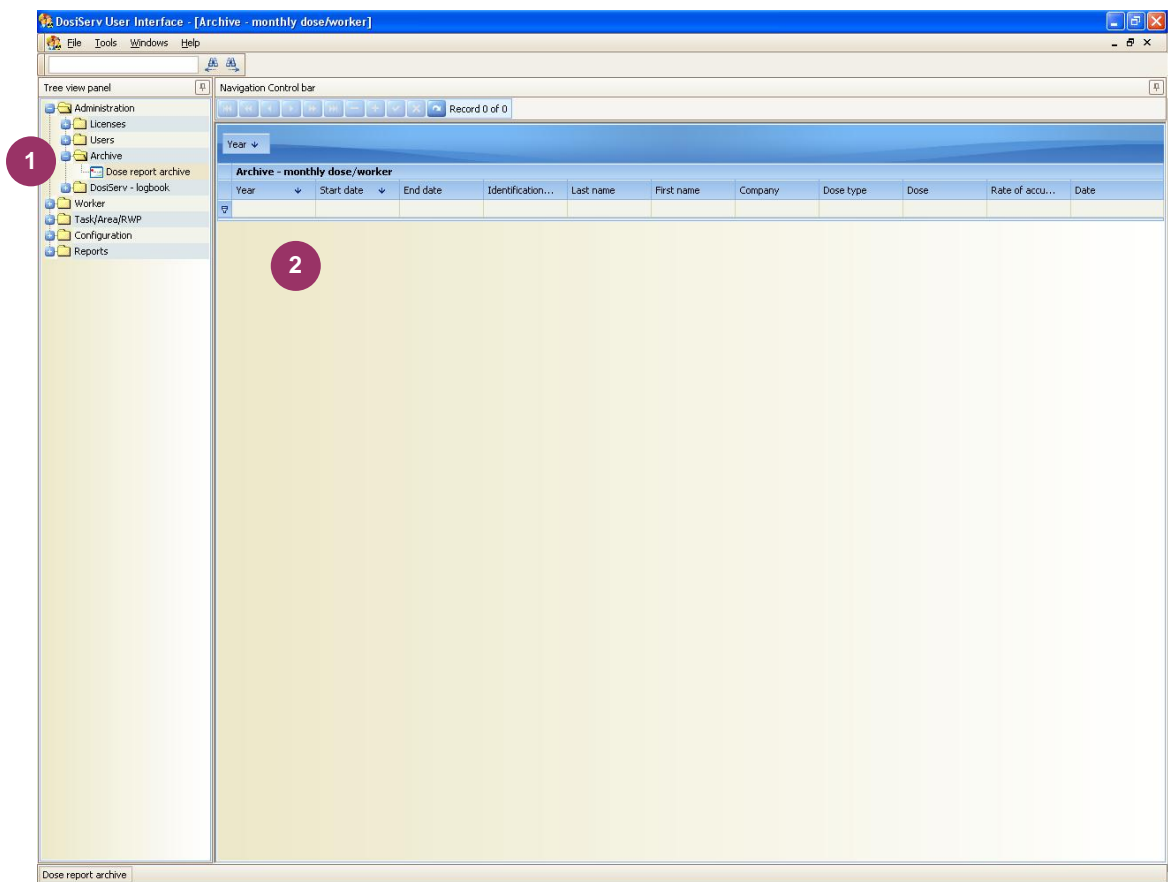 DosiServ User Interface - [Archive - monthly dose/worker]
File Tools Windows Help
Tree view panel
Navigation Control bar
Administration
Licenses
Users
Archive
Dose report archive
DosiServ - logbook
Worker
Task/Area/RWP
Configuration
Reports
1
Record 0 of 0
Year
Archive - monthly dose/worker
Year Start date End date Identification... Last name First name Company Dose type Dose Rate of accu... Date
2
Dose report archive